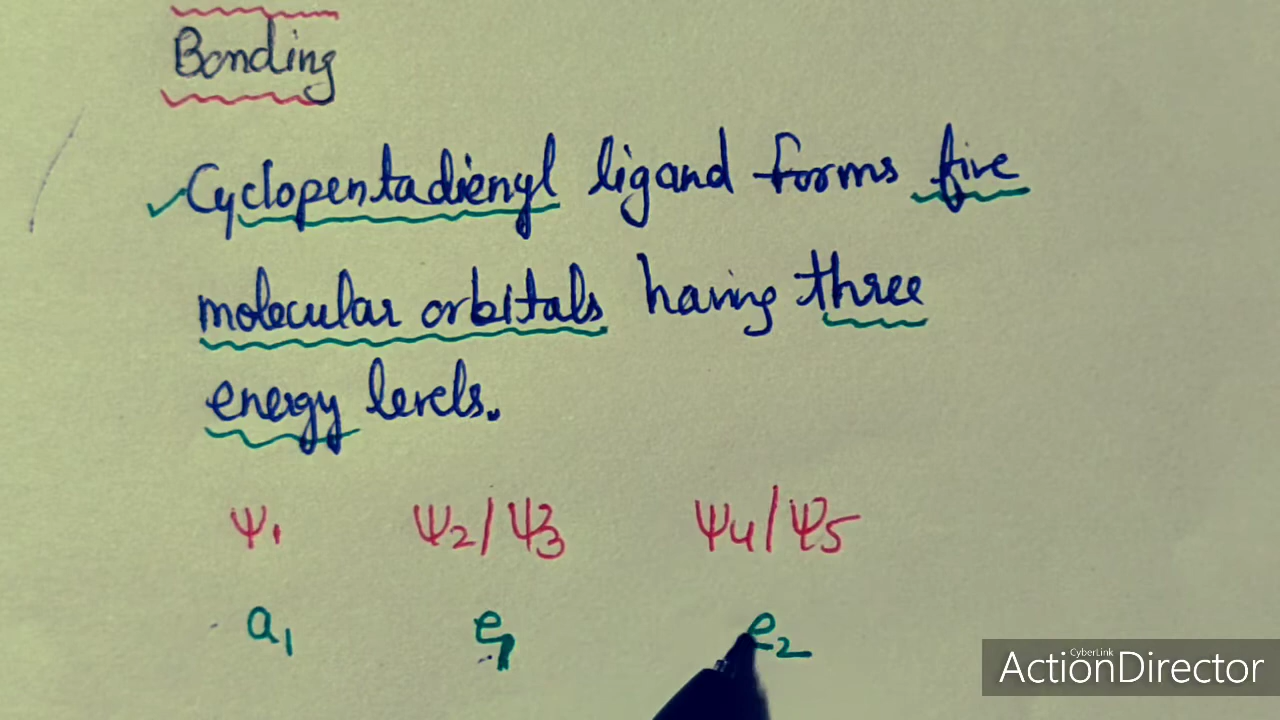 Bonding
Cyclopentadienyl ligand forms five
molecular orbitals having three
energy levels.
Ψ1 Ψ2/Ψ3 Ψ4/Ψ5
a1 e1 e2
CyberLink
ActionDirector